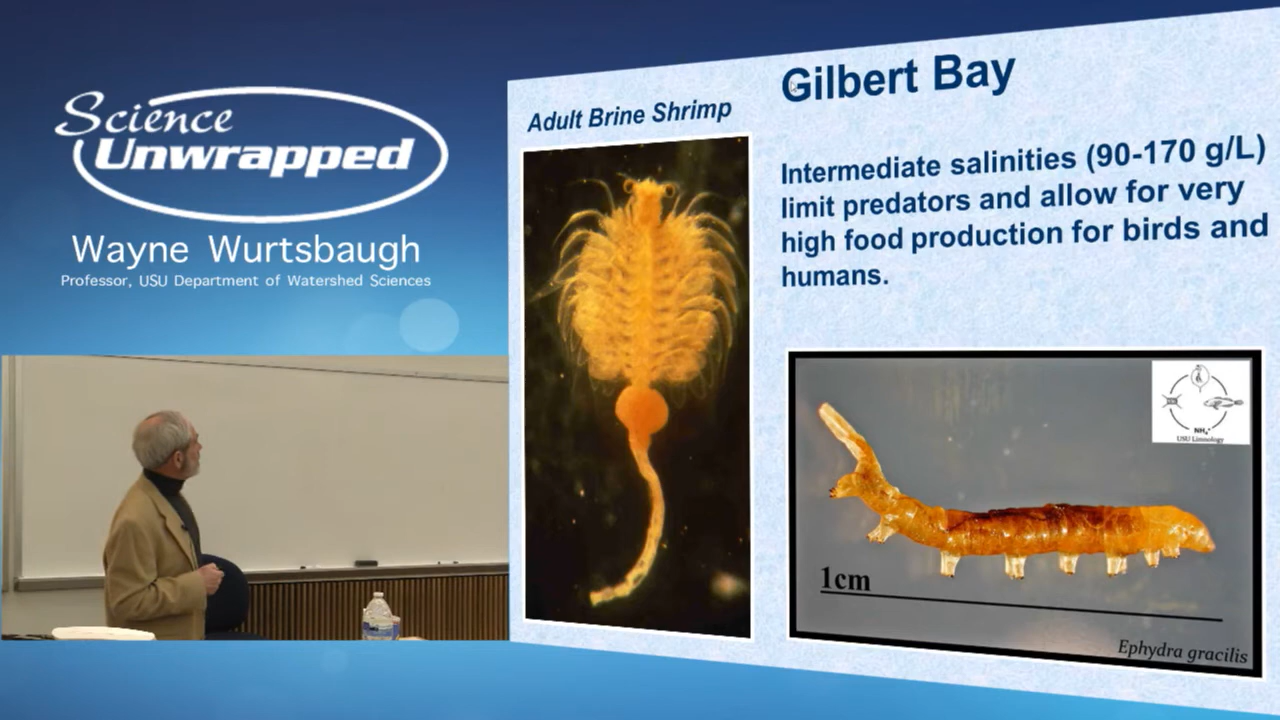 Science
Unwrapped
Wayne Wurtsbaugh
Professor, USU Department of Watershed Sciences
Gilbert Bay
Adult Brine Shrimp
Intermediate salinities (90-170 g/L)
limit predators and allow for very
high food production for birds and
humans.
NH₄⁺
USU Limnology
1cm
Ephydra gracilis